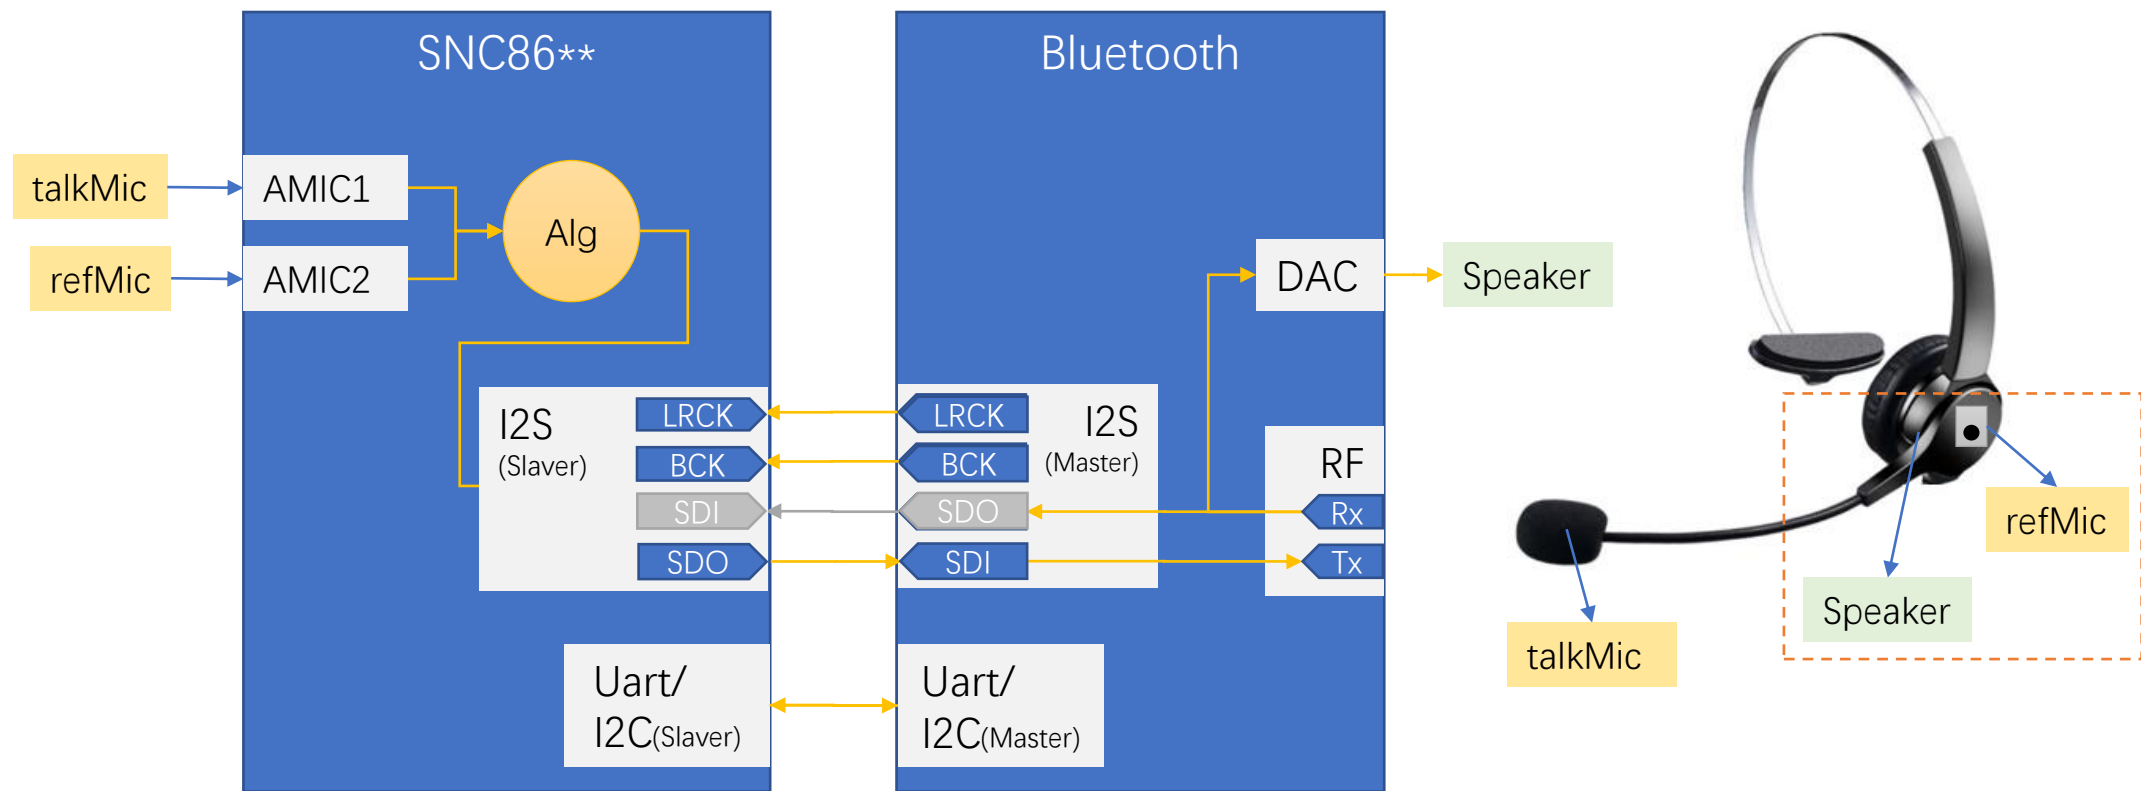 SNC86**
Bluetooth
talkMic
AMIC1
refMic
AMIC2
Alg
DAC
Speaker
I2S
(Slaver)
LRCK
BCK
SDI
SDO
LRCK
BCK
SDO
SDI
I2S
(Master)
RF
Rx
Tx
Uart/
I2C(Slaver)
Uart/
I2C(Master)
refMic
Speaker
talkMic